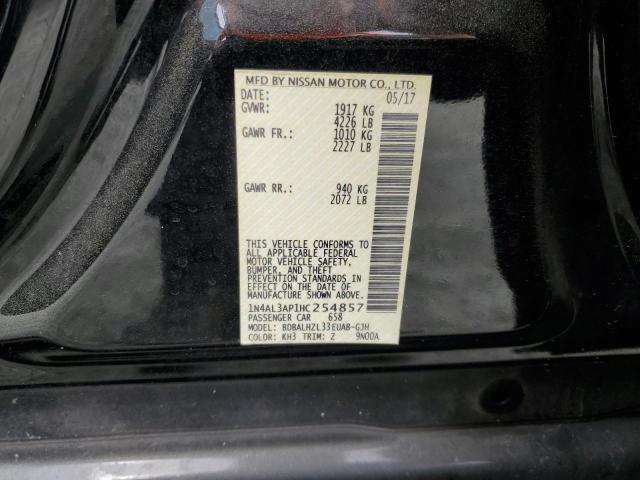 MFD BY NISSAN MOTOR CO., LTD.
DATE: 05/17
GVWR: 1917 KG
4226 LB
GAWR FR.: 1010 KG
2227 LB
GAWR RR.: 940 KG
2072 LB
THIS VEHICLE CONFORMS TO
ALL APPLICABLE FEDERAL
MOTOR VEHICLE SAFETY,
BUMPER, AND THEFT
PREVENTION STANDARDS IN
EFFECT ON THE DATE OF
MANUFACTURE SHOWN ABOVE.
1N4AL3AP1HC254857
PASSENGER CAR 658
MODEL: BDBALHZL33EUA8-GJH
COLOR: KH3 TRIM: Z 9N00A